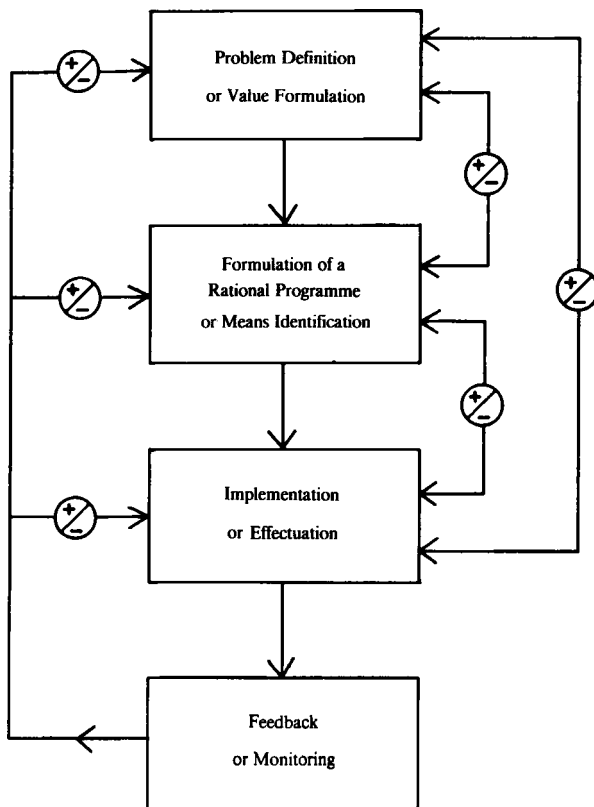 Problem Definition
or Value Formulation
Formulation of a
Rational Programme
or Means Identification
Implementation
or Effectuation
Feedback
or Monitoring
+
−
+
−
+
−
+
−
+
−
+
−